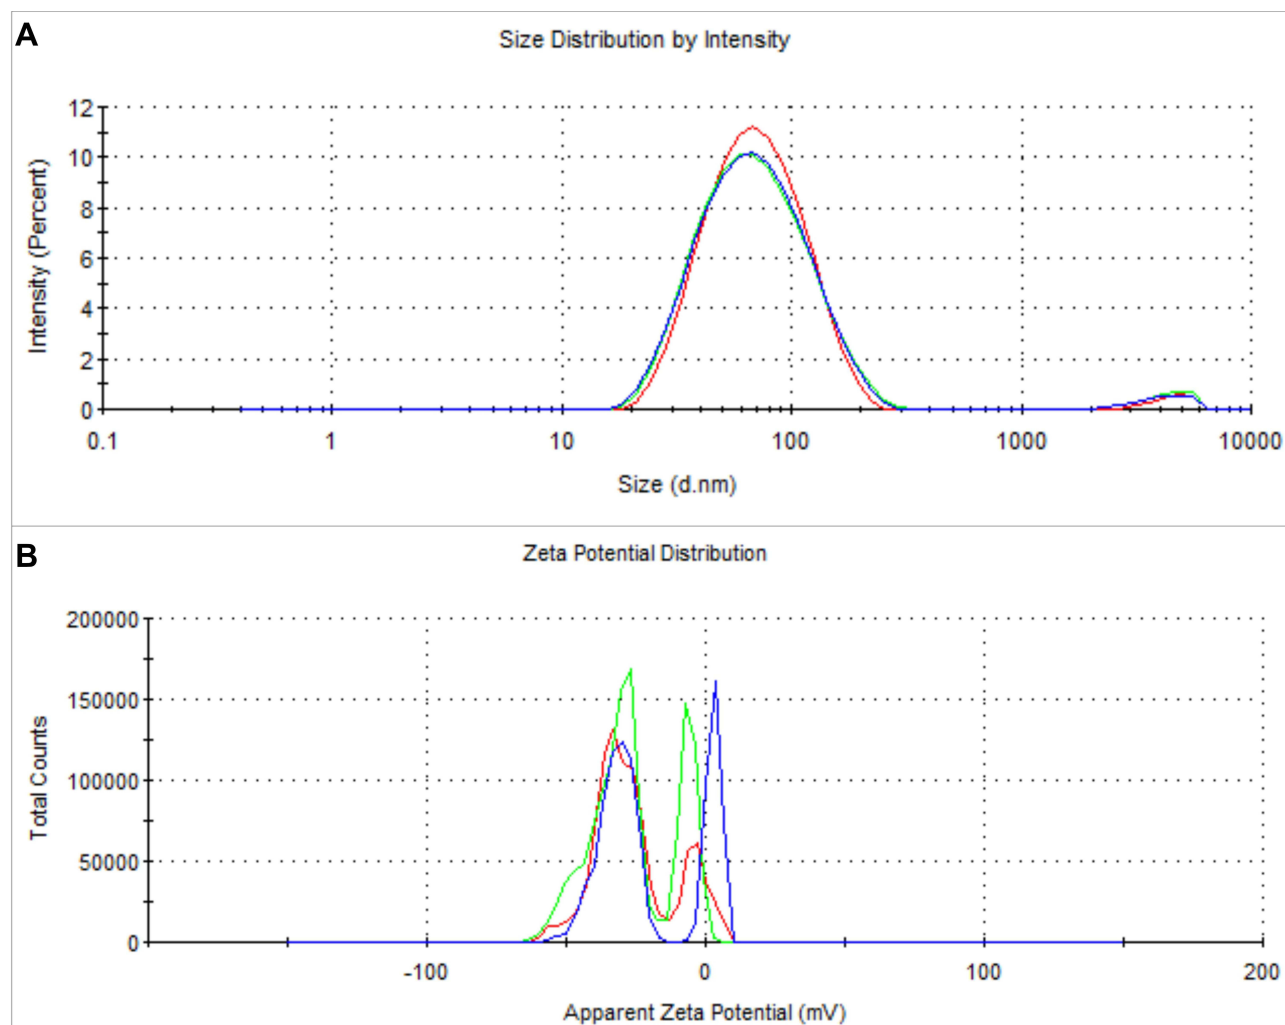 A
Size Distribution by Intensity
Intensity (Percent)
12
10
8
6
4
2
0
0.1 1 10 100 1000 10000
Size (d.nm)
B
Zeta Potential Distribution
Total Counts
200000
150000
100000
50000
0
-100 0 100 200
Apparent Zeta Potential (mV)